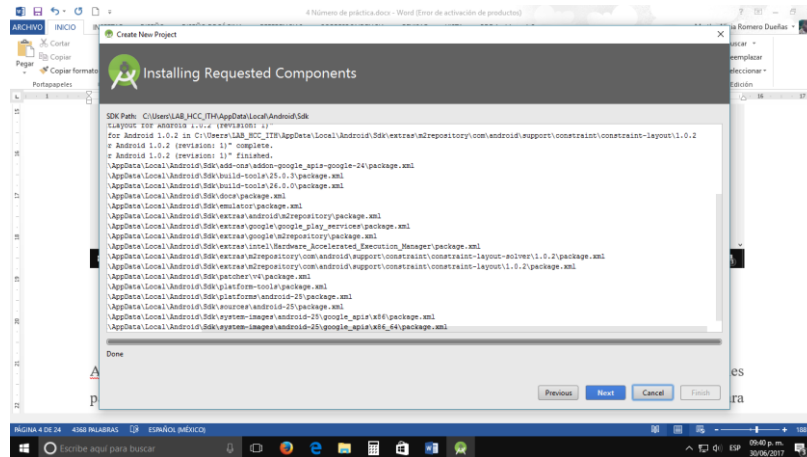 4 Número de práctica.docx - Word (Error de activación de productos)
ARCHIVO INICIO
Romero Dueñas
Cortar
Copiar
Pegar
Copiar formato
Portapapeles
Edición
Create New Project
Installing Requested Components
SDK Path: C:\Users\LAB_HCC_ITH\AppData\Local\Android\Sdk
tLayout for Android 1.0.2 (revision: 1)"
for Android 1.0.2 in C:\Users\LAB_HCC_ITH\AppData\Local\Android\Sdk\extras\m2repository\com\android\support\constraint\constraint-layout\1.0.2
r Android 1.0.2 (revision: 1)" complete.
r Android 1.0.2 (revision: 1)" finished.
\AppData\Local\Android\Sdk\add-ons\addon-google_apis-google-24\package.xml
\AppData\Local\Android\Sdk\build-tools\25.0.3\package.xml
\AppData\Local\Android\Sdk\build-tools\26.0.0\package.xml
\AppData\Local\Android\Sdk\docs\package.xml
\AppData\Local\Android\Sdk\emulator\package.xml
\AppData\Local\Android\Sdk\extras\android\m2repository\package.xml
\AppData\Local\Android\Sdk\extras\google\google_play_services\package.xml
\AppData\Local\Android\Sdk\extras\google\m2repository\package.xml
\AppData\Local\Android\Sdk\extras\intel\Hardware_Accelerated_Execution_Manager\package.xml
\AppData\Local\Android\Sdk\extras\m2repository\com\android\support\constraint\constraint-layout-solver\1.0.2\package.xml
\AppData\Local\Android\Sdk\extras\m2repository\com\android\support\constraint\constraint-layout\1.0.2\package.xml
\AppData\Local\Android\Sdk\patcher\v4\package.xml
\AppData\Local\Android\Sdk\platform-tools\package.xml
\AppData\Local\Android\Sdk\platforms\android-25\package.xml
\AppData\Local\Android\Sdk\sources\android-25\package.xml
\AppData\Local\Android\Sdk\system-images\android-25\google_apis\x86\package.xml
\AppData\Local\Android\Sdk\system-images\android-25\google_apis\x86_64\package.xml
Done
Previous Next Cancel Finish
A es
p ra
PÁGINA 4 DE 24 4368 PALABRAS ESPAÑOL (MÉXICO)
Escribe aquí para buscar
ESP
09:40 p. m.
30/06/2017